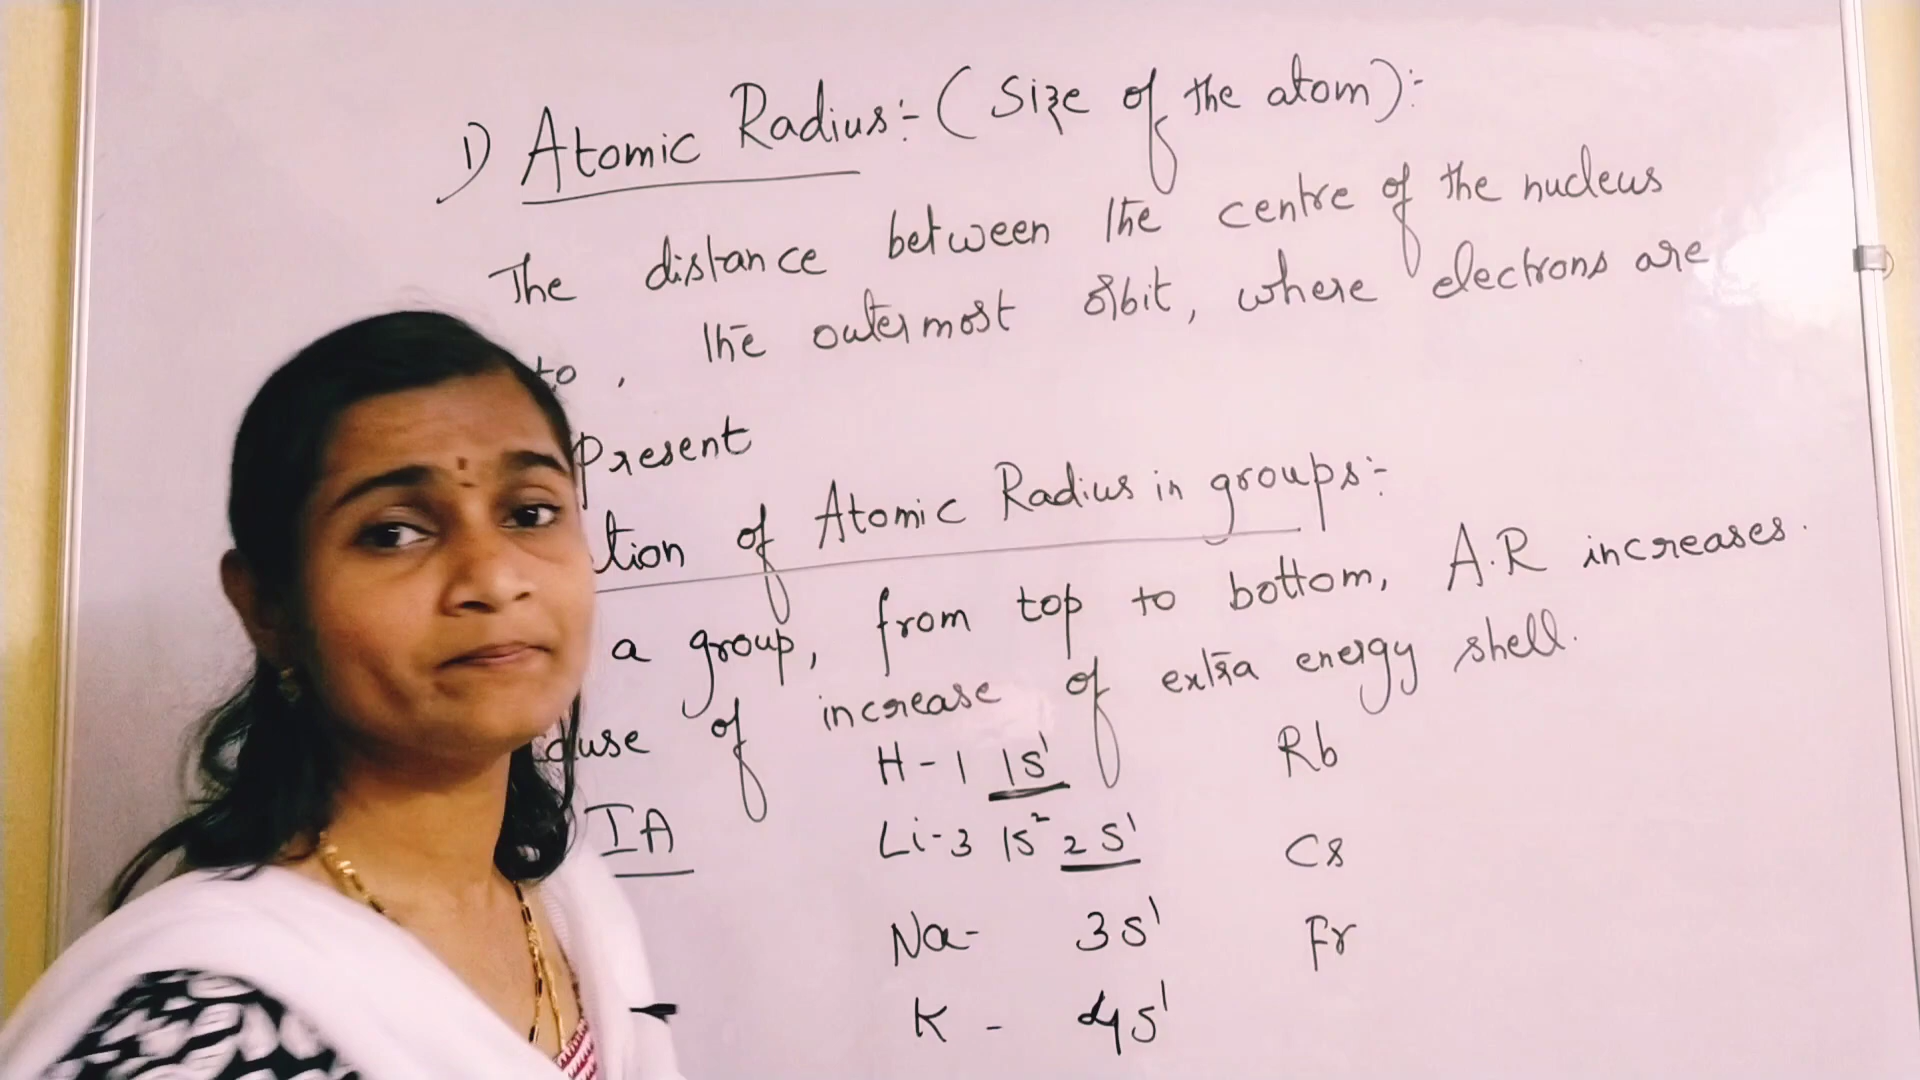 1) Atomic Radius:- (Size of the atom):-
The distance between the centre of the nucleus
to, the outermost orbit, where electrons are
Present
tion of Atomic Radius in groups:-
a group, from top to bottom, A.R increases.
ause of increase of extra energy shell.
IA
H - 1 1s¹
Li - 3 1s² 2s¹
Na - 3s¹
K - 4s¹
Rb
Cs
Fr